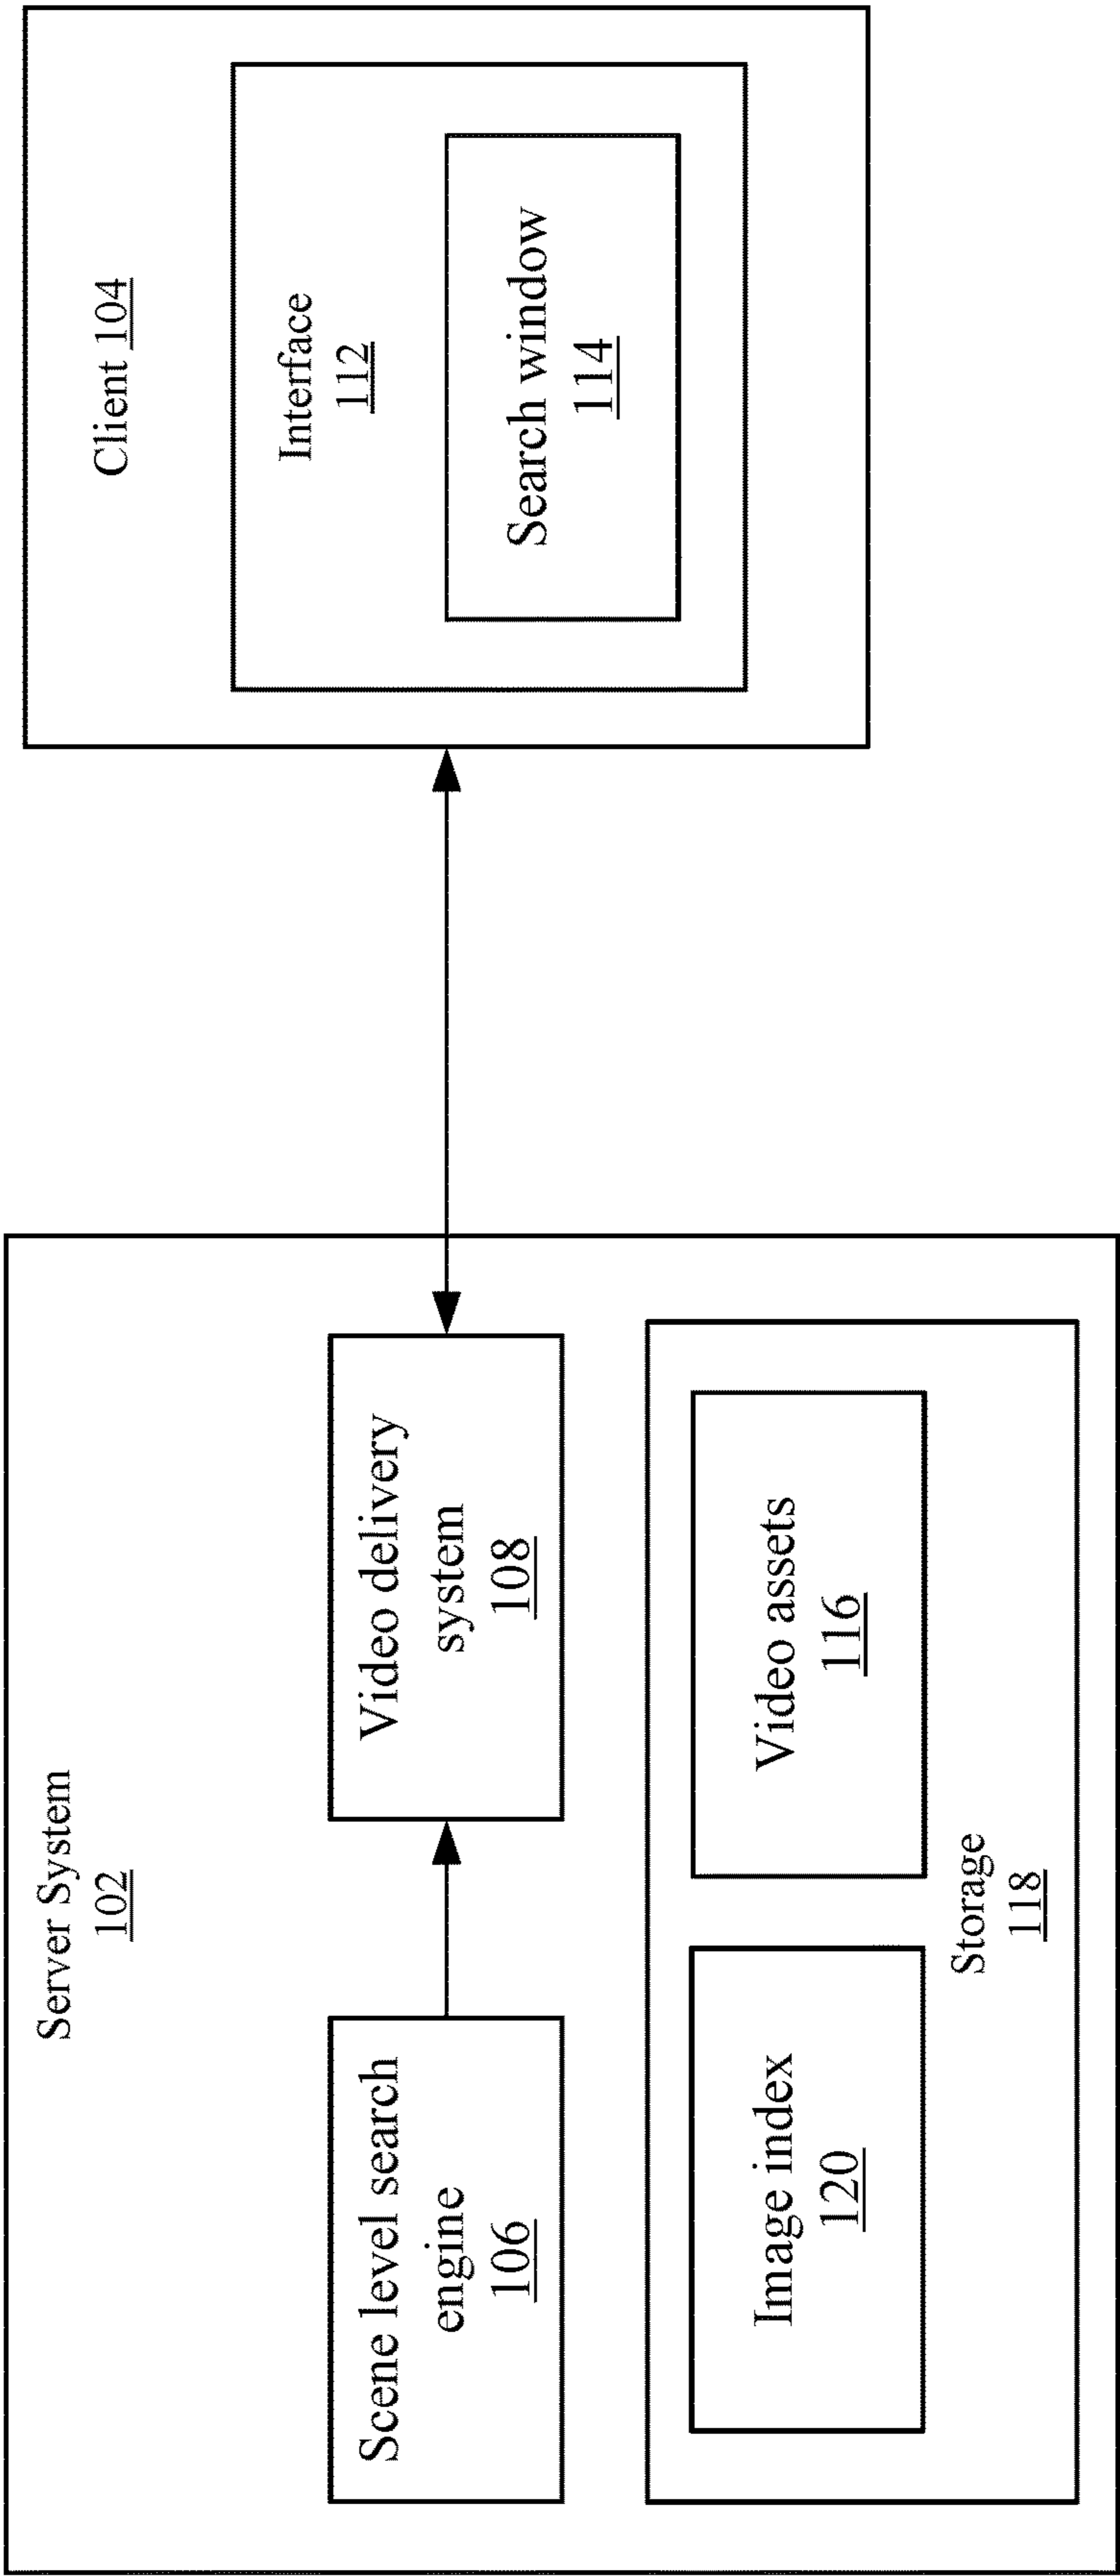 Server System
102
Scene level search
engine
106
Video delivery
system
108
Image index
120
Video assets
116
Storage
118
Client 104
Interface
112
Search window
114